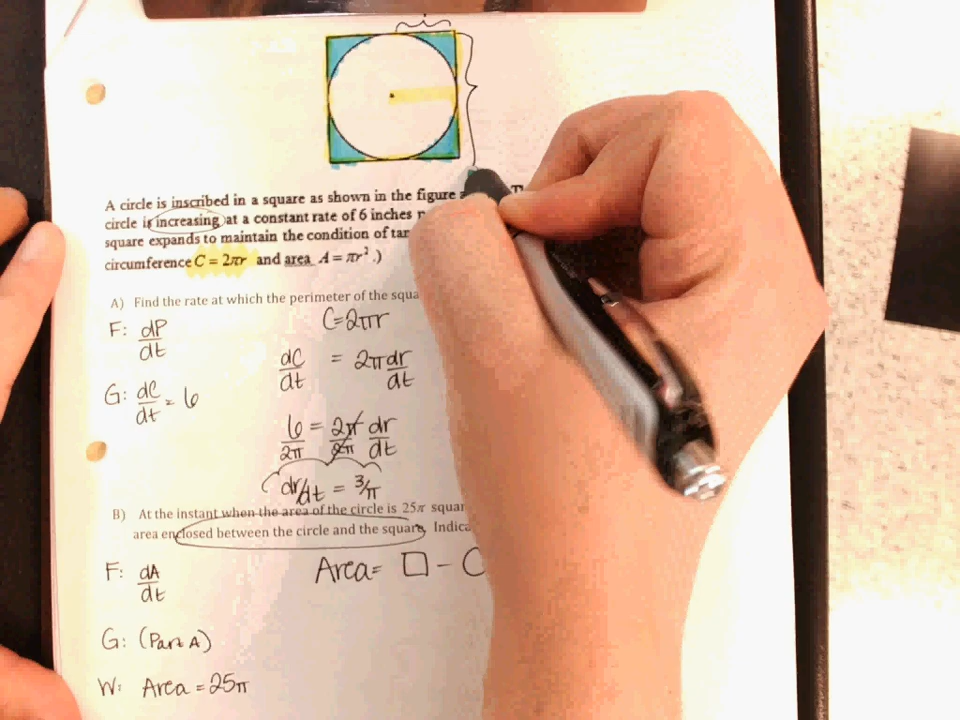 A circle is inscribed in a square as shown in the figure
circle is increasing at a constant rate of 6 inches
square expands to maintain the condition of
circumference C = 2πr and area A = πr².)
A) Find the rate at which the perimeter of the
F: dP/dt
C=2πr
dC/dt = 2π dr/dt
G: dC/dt = 6
6/2π = 2π/2π dr/dt
dr/dt = 3/π
B) At the instant when the area of the circle is 25π
area enclosed between the circle and the square.
F: dA/dt
Area= □ - ○
G: (Part A)
W: Area = 25π